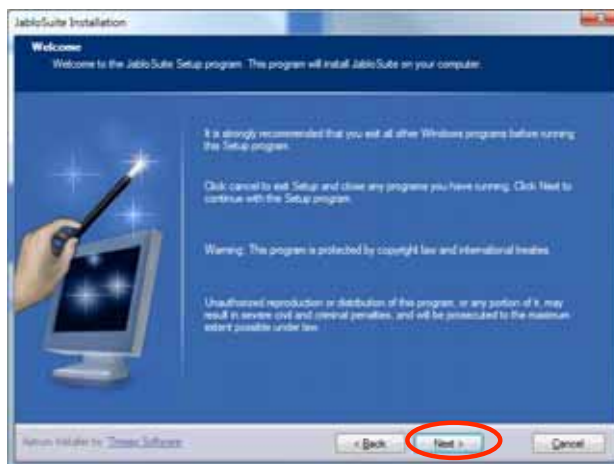 JabloSuite Installation
Welcome
Welcome to the JabloSuite Setup program. This program will install JabloSuite on your computer.
It is strongly recommended that you exit all other Windows programs before running
this Setup program.
Click cancel to exit Setup and close any programs you have running. Click Next to
continue with the Setup program.
Warning: This program is protected by copyright law and international treaties.
Unauthorized reproduction or distribution of this program, or any portion of it, may
result in severe civil and criminal penalties, and will be prosecuted to the maximum
extent possible under law.
Installer by Software
< Back
Next >
Cancel